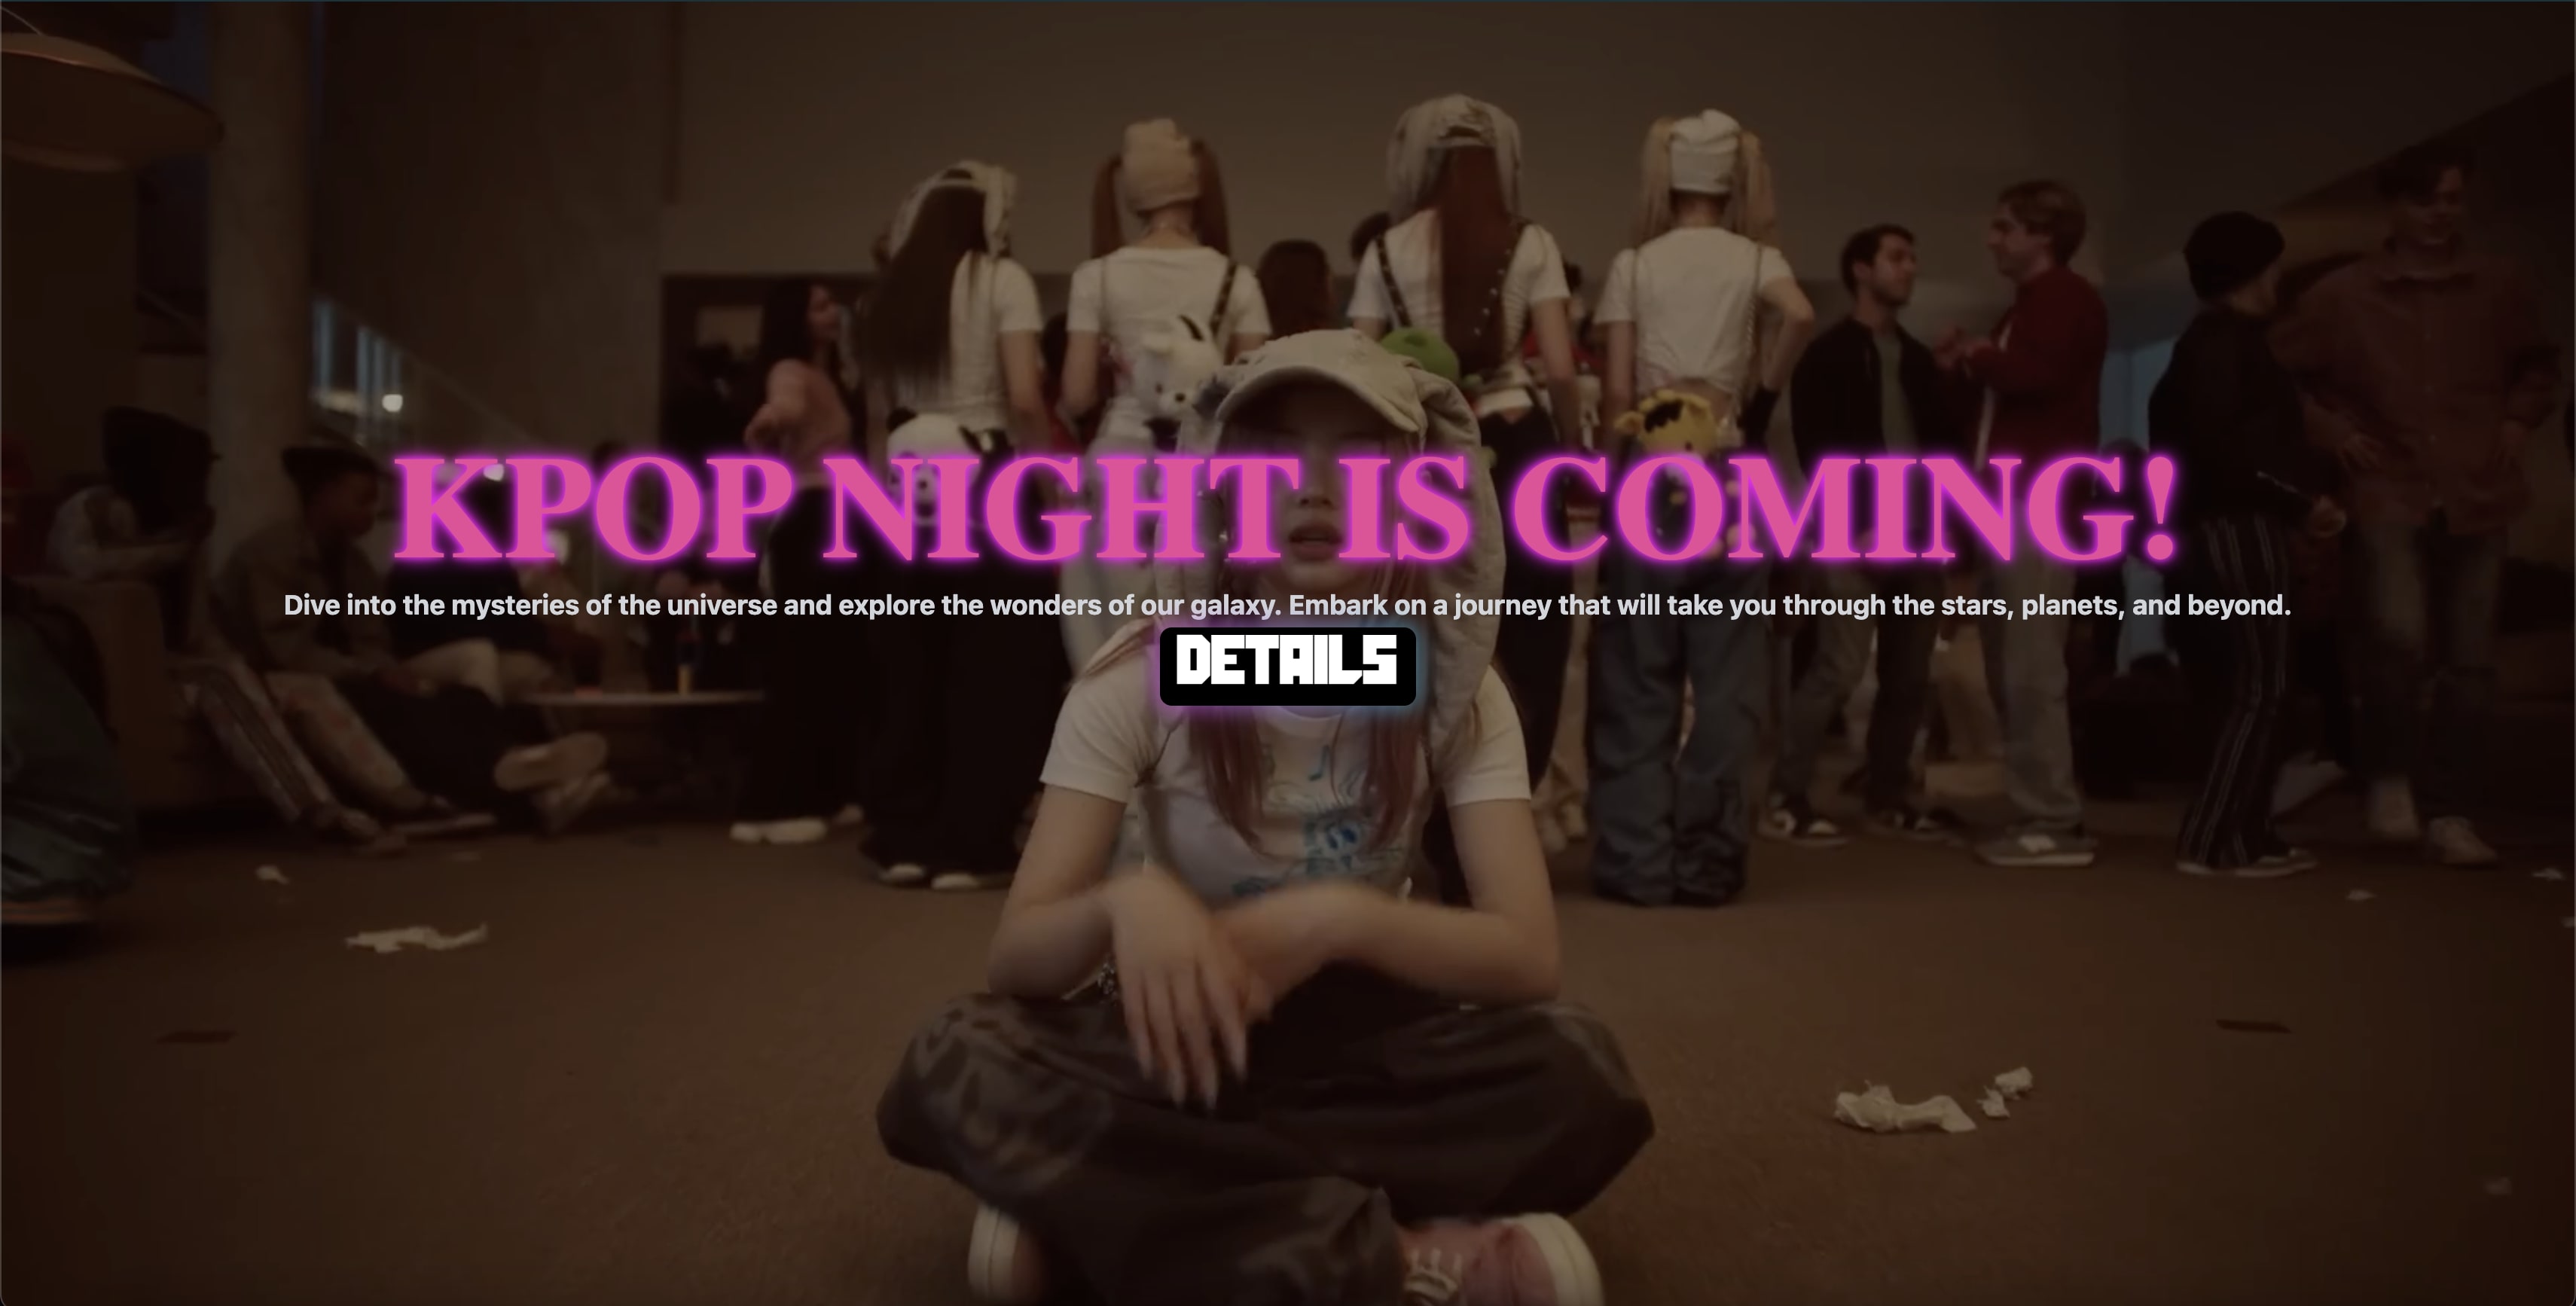 KPOP NIGHT IS COMING!
Dive into the mysteries of the universe and explore the wonders of our galaxy. Embark on a journey that will take you through the stars, planets, and beyond.
DETAILS